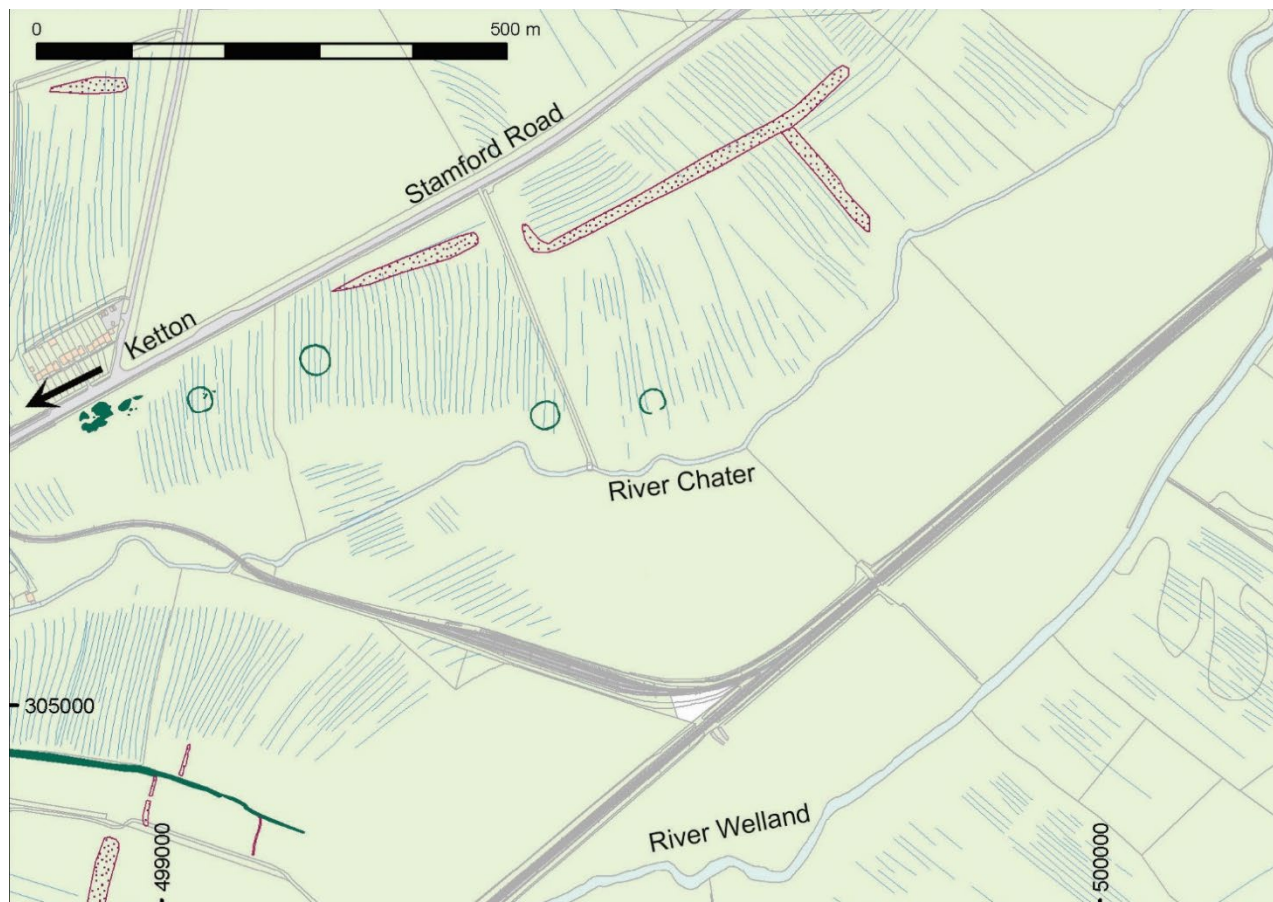 0 500 m
Stamford Road
Ketton
River Chater
305000
River Welland
499000
500000